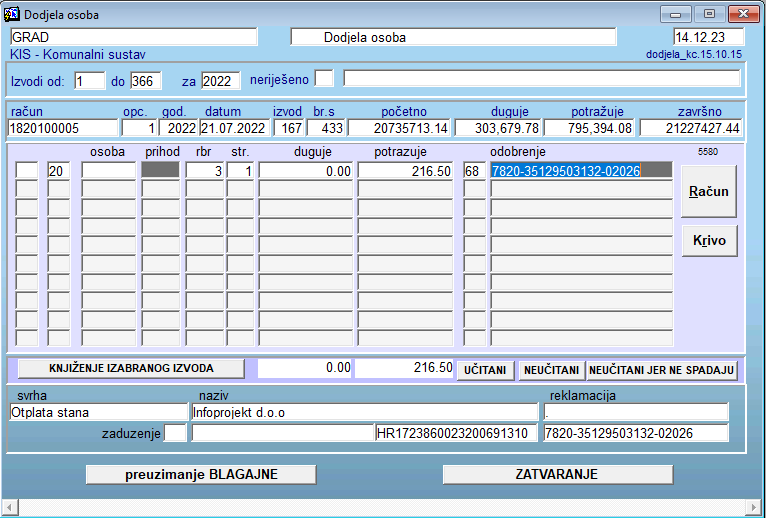 Dodjela osoba
GRAD Dodjela osoba 14.12.23
KIS - Komunalni sustav dodjela_kc.15.10.15
Izvodi od: 1 do 366 za 2022 neriješeno
račun opc. god. datum izvod br.s početno duguje potražuje završno
1820100005 1 2022 21.07.2022 167 433 20735713.14 303,679.78 795,394.08 21227427.44
osoba prihod rbr str. duguje potrazuje odobrenje 5580
20 3 1 0.00 216.50 68 7820-35129503132-02026
Račun
Krivo
KNJIŽENJE IZABRANOG IZVODA 0.00 216.50 UČITANI NEUČITANI NEUČITANI JER NE SPADAJU
svrha naziv reklamacija
Otplata stana Infoprojekt d.o.o .
zaduzenje HR1723860023200691310 7820-35129503132-02026
preuzimanje BLAGAJNE ZATVARANJE